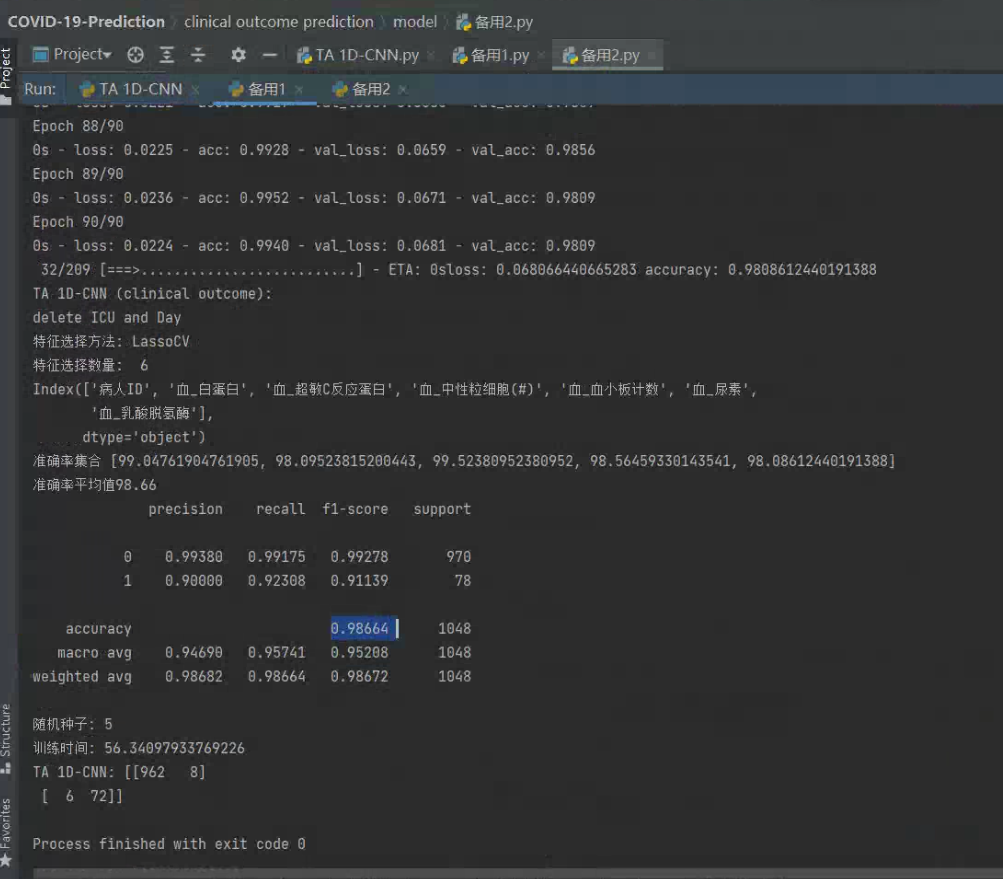 COVID-19-Prediction 〉 clinical outcome prediction 〉 model 〉 备用2.py
Project
TA 1D-CNN.py × 备用1.py × 备用2.py ×
Project
Run: TA 1D-CNN × 备用1 × 备用2 ×
Epoch 88/90
0s - loss: 0.0225 - acc: 0.9928 - val_loss: 0.0659 - val_acc: 0.9856
Epoch 89/90
0s - loss: 0.0236 - acc: 0.9952 - val_loss: 0.0671 - val_acc: 0.9809
Epoch 90/90
0s - loss: 0.0224 - acc: 0.9940 - val_loss: 0.0681 - val_acc: 0.9809
32/209 [===>..........................] - ETA: 0sloss: 0.068066440665283 accuracy: 0.9808612440191388
TA 1D-CNN (clinical outcome):
delete ICU and Day
特征选择方法: LassoCV
特征选择数量: 6
Index(['病人ID', '血_白蛋白', '血_超敏C反应蛋白', '血_中性粒细胞(#)', '血_血小板计数', '血_尿素',
'血_乳酸脱氢酶'],
dtype='object')
准确率集合 [99.04761904761905, 98.09523815200443, 99.52380952380952, 98.56459330143541, 98.08612440191388]
准确率平均值98.66
precision recall f1-score support
0 0.99380 0.99175 0.99278 970
1 0.90000 0.92308 0.91139 78
accuracy 0.98664 1048
macro avg 0.94690 0.95741 0.95208 1048
weighted avg 0.98682 0.98664 0.98672 1048
随机种子: 5
训练时间: 56.34097933769226
TA 1D-CNN: [[962 8]
[ 6 72]]
Process finished with exit code 0
Structure
Favorites